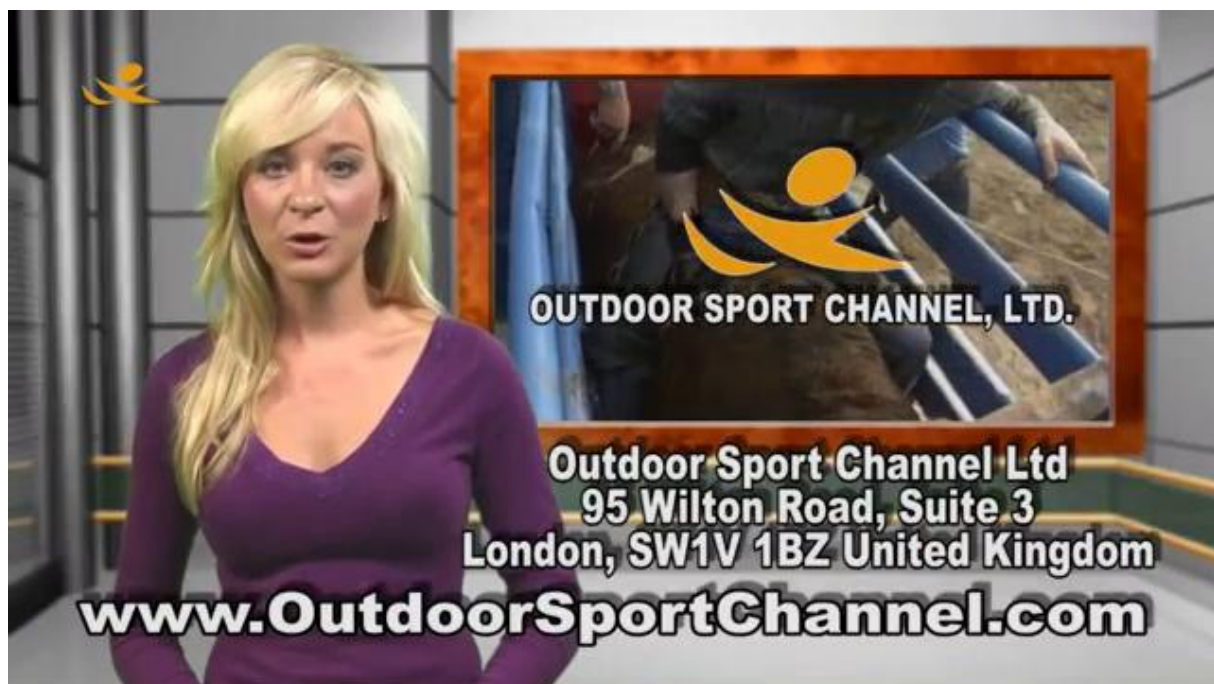 OUTDOOR SPORT CHANNEL, LTD.
Outdoor Sport Channel Ltd
95 Wilton Road, Suite 3
London, SW1V 1BZ United Kingdom
www.OutdoorSportChannel.com